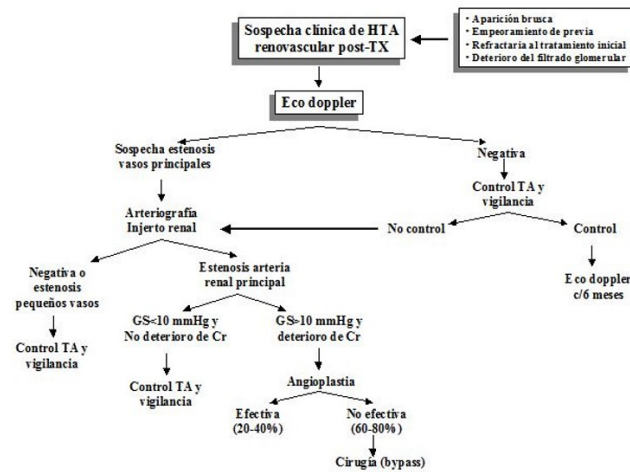 Sospecha clínica de HTA
renovascular post-TX
• Aparición brusca
• Empeoramiento de previa
• Refractaria al tratamiento inicial
• Deterioro del filtrado glomerular
Eco doppler
Sospecha estenosis
vasos principales
Negativa
Control TA y
vigilancia
Arteriografía
Injerto renal
No control
Control
Negativa o
estenosis
pequeños vasos
Estenosis arteria
renal principal
Eco doppler
c/6 meses
Control TA y
vigilancia
GS<10 mmHg y
No deterioro de Cr
GS>10 mmHg y
deterioro de Cr
Control TA y
vigilancia
Angioplastia
Efectiva
(20-40%)
No efectiva
(60-80%)
Cirugía (bypass)